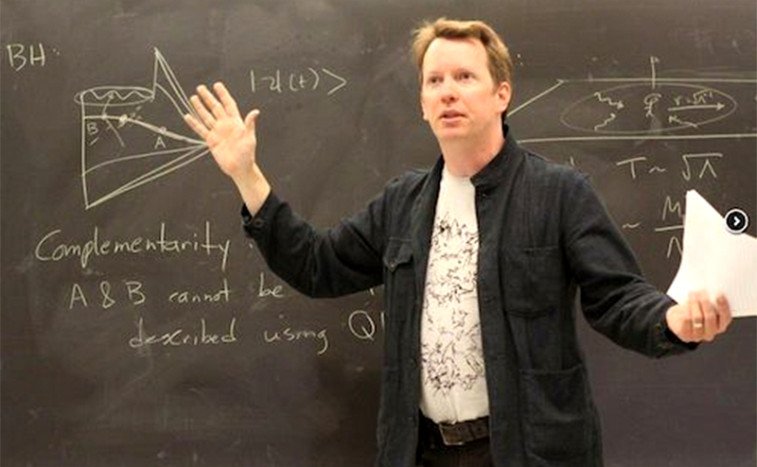 BH:
|ψ(t)>
B
A
T ~ √Λ
~ M
Complementarity
A & B cannot be
described using Q